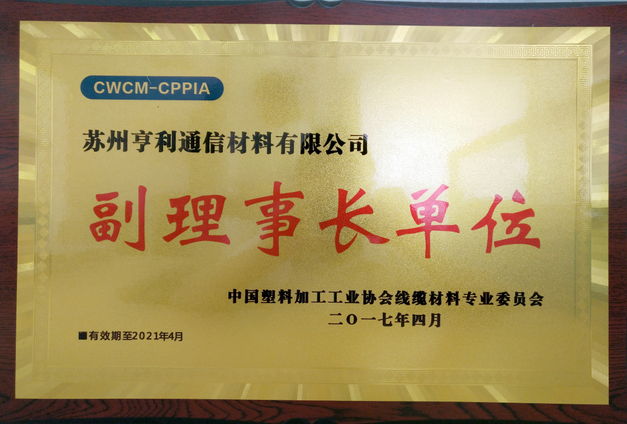 CWCM-CPPIA
苏州亨利通信材料有限公司
副理事长单位
中国塑料加工工业协会线缆材料专业委员会
二〇一七年四月
■有效期至2021年4月